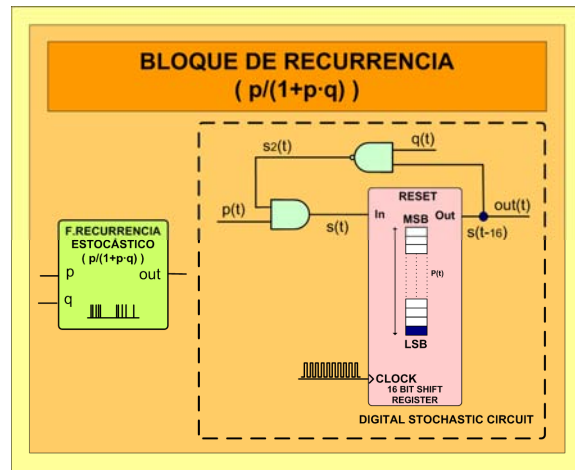 BLOQUE DE RECURRENCIA
( p/(1+p·q) )
s2(t)
q(t)
p(t)
s(t)
RESET
In
MSB
Out
out(t)
s(t-16)
P(t)
LSB
CLOCK
16 BIT SHIFT
REGISTER
DIGITAL STOCHASTIC CIRCUIT
F.RECURRENCIA
ESTOCÁSTICO
( p/(1+p·q) )
p
out
q